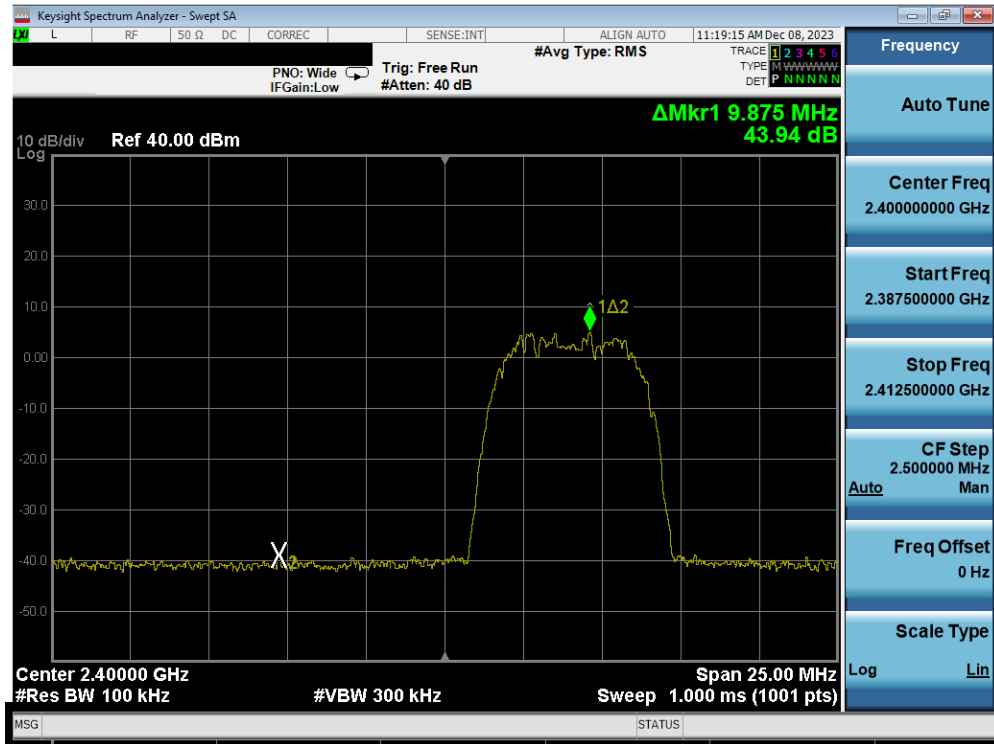 Keysight Spectrum Analyzer - Swept SA
LXI L RF 50 Ω DC CORREC SENSE:INT ALIGN AUTO 11:19:15 AM Dec 08, 2023
PNO: Wide
IFGain:Low
Trig: Free Run
#Atten: 40 dB
#Avg Type: RMS
TRACE 1 2 3 4 5 6
TYPE M WWWWW
DET P N N N N N
Frequency
ΔMkr1 9.875 MHz
43.94 dB
10 dB/div
Log
Ref 40.00 dBm
30.0
20.0
10.0
0.00
-10.0
-20.0
-30.0
-40.0
-50.0
1Δ2
X2
Center 2.40000 GHz
#Res BW 100 kHz
#VBW 300 kHz
Span 25.00 MHz
Sweep 1.000 ms (1001 pts)
Auto Tune
Center Freq
2.400000000 GHz
Start Freq
2.387500000 GHz
Stop Freq
2.412500000 GHz
CF Step
2.500000 MHz
Auto Man
Freq Offset
0 Hz
Scale Type
Log Lin
MSG STATUS